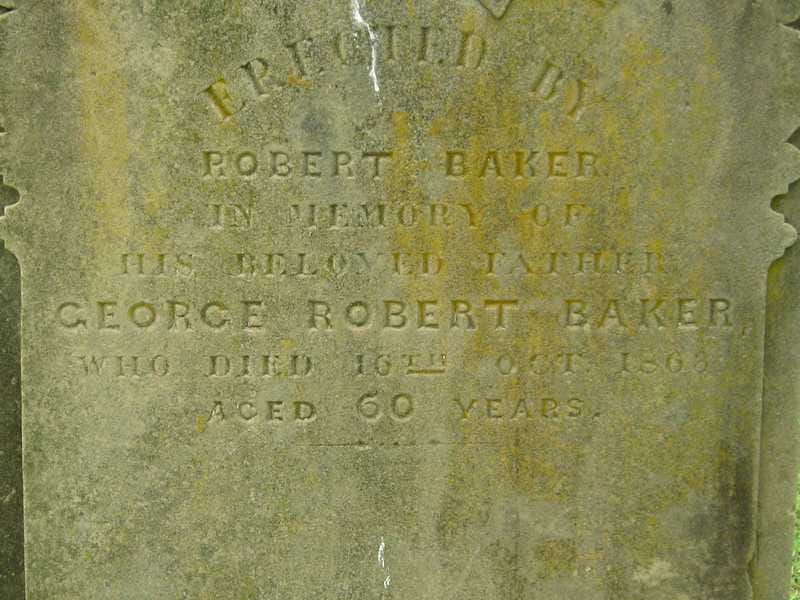 ERECTED BY
ROBERT BAKER
IN MEMORY OF
HIS BELOVED FATHER
GEORGE ROBERT BAKER,
WHO DIED 16TH OCT.
AGED 60 YEARS.